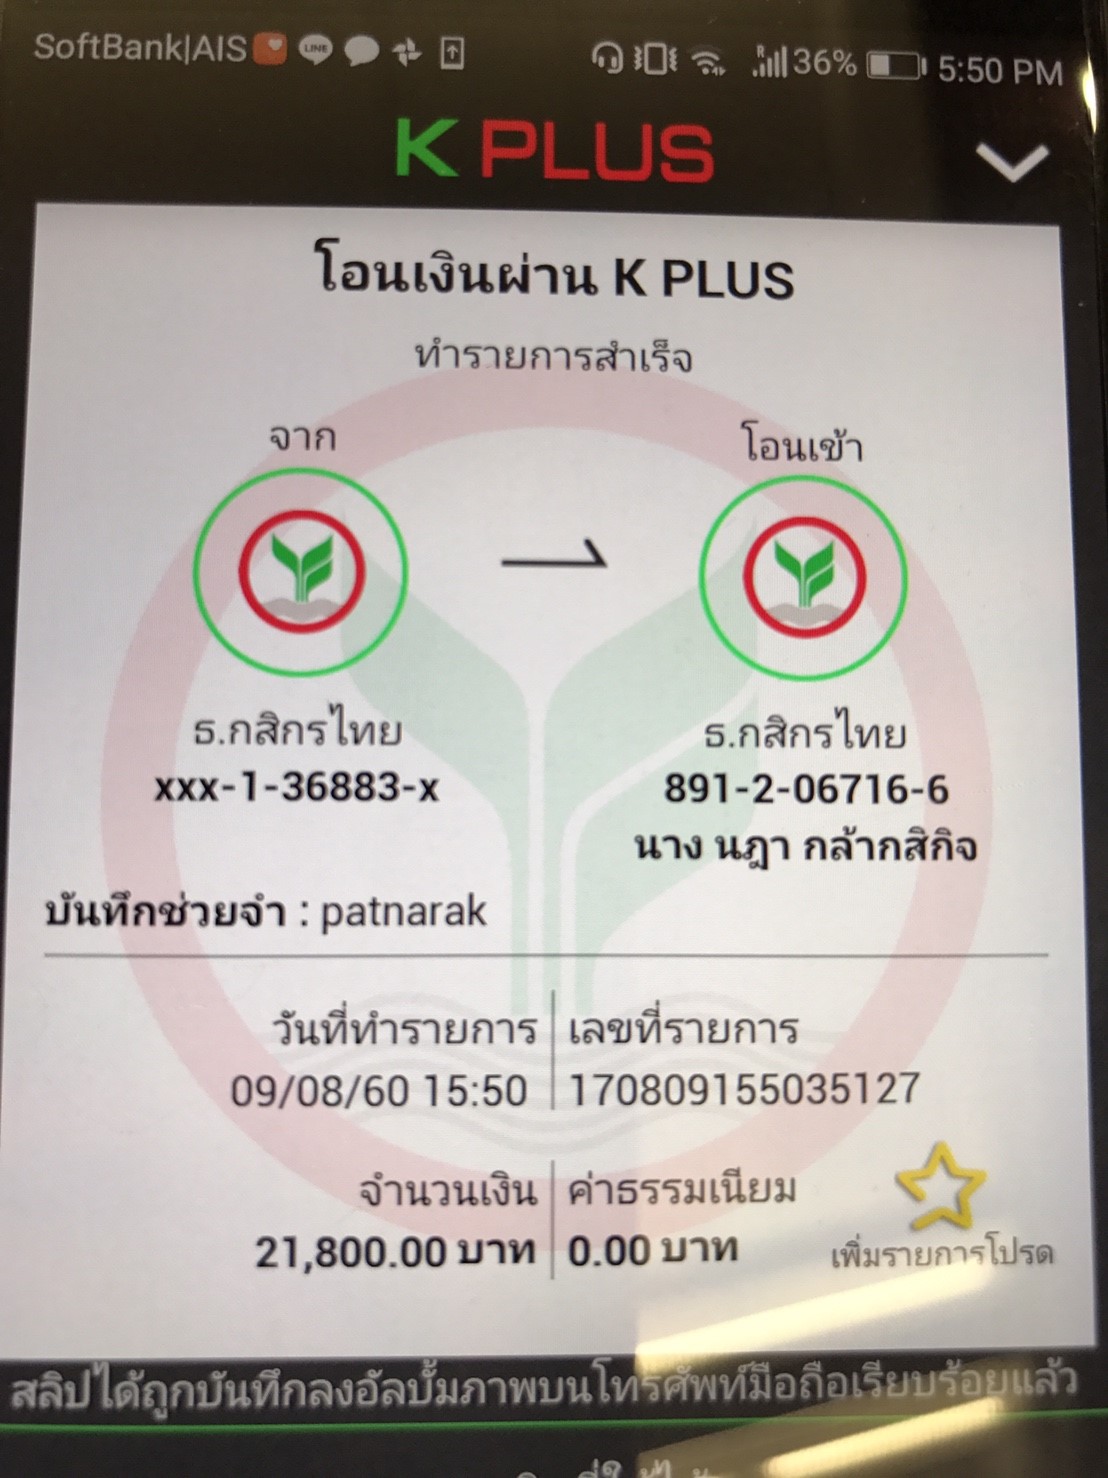 SoftBank|AIS LINE R 36% 5:50 PM
K PLUS
โอนเงินผ่าน K PLUS
ทำรายการสำเร็จ
จาก
โอนเข้า
ธ.กสิกรไทย
xxx-1-36883-x
ธ.กสิกรไทย
891-2-06716-6
นาง นฎา กล้ากสิกิจ
บันทึกช่วยจำ : patnarak
วันที่ทำรายการ
09/08/60 15:50
เลขที่รายการ
170809155035127
จำนวนเงิน
21,800.00 บาท
ค่าธรรมเนียม
0.00 บาท
เพิ่มรายการโปรด
สลิปได้ถูกบันทึกลงอัลบั้มภาพบนโทรศัพท์มือถือเรียบร้อยแล้ว